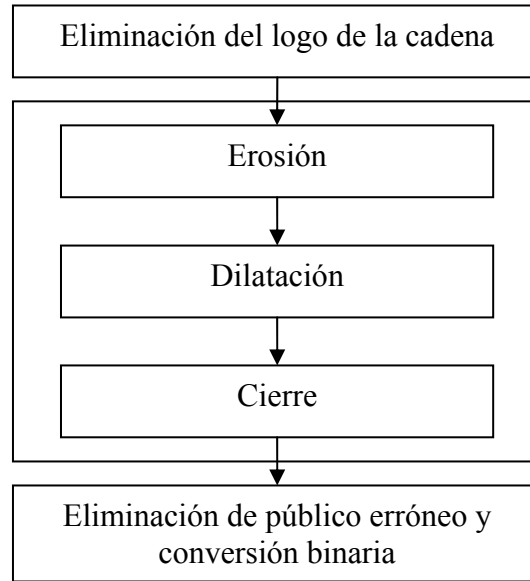 Eliminación del logo de la cadena
Erosión
Dilatación
Cierre
Eliminación de público erróneo y
conversión binaria